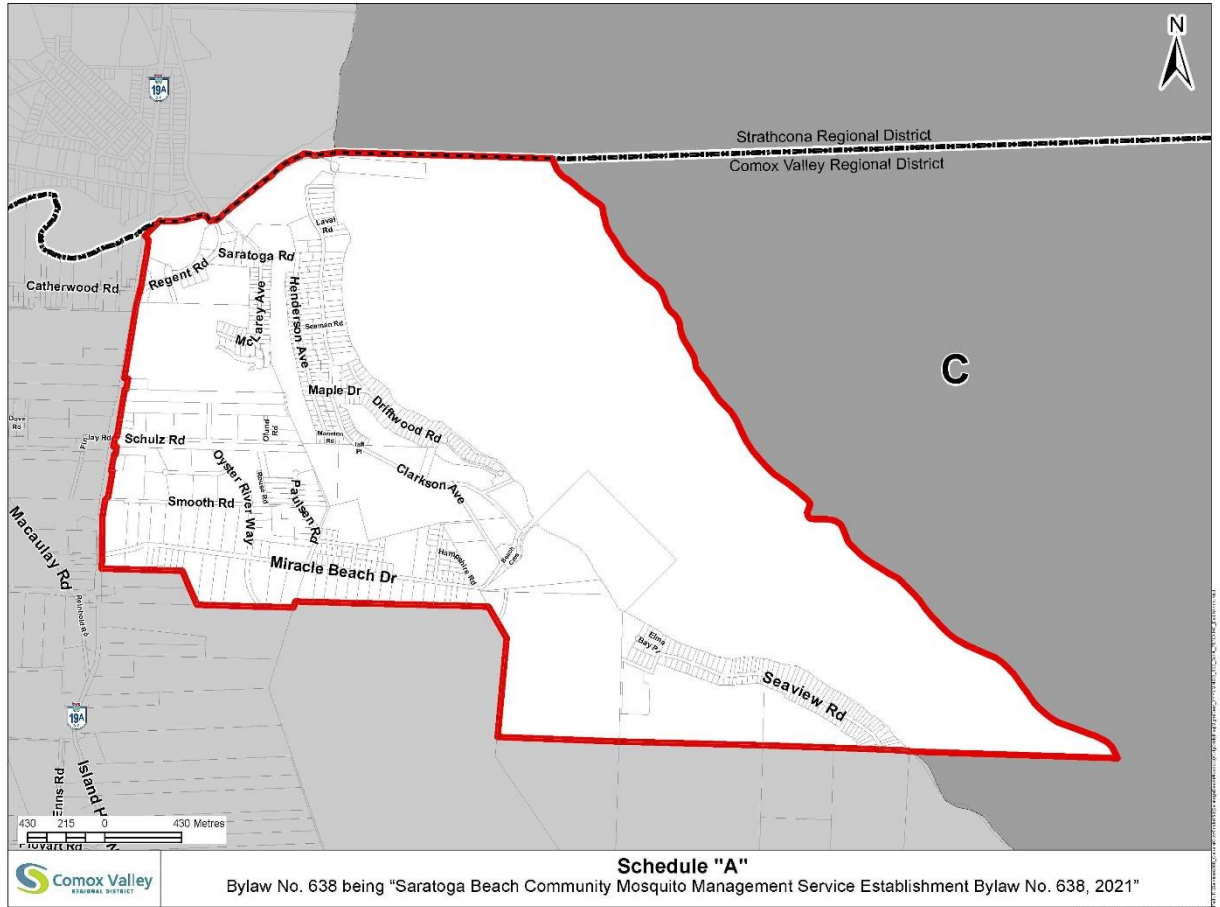 N
19A
Strathcona Regional District
Comox Valley Regional District
Laval Rd
Saratoga Rd
Regent Rd
Catherwood Rd
McLarey Ave
Henderson Ave
Seaman Rd
C
Maple Dr
Driftwood Rd
Dove Rd
Schulz Rd
Clarkson Ave
Oyster River Way
Paulsen Rd
Smooth Rd
Macaulay Rd
Miracle Beach Dr
Hampshire Rd
Elma Bay Pl
Seaview Rd
19A
Enns Rd
Island H
430 215 0 430 Metres
Comox Valley
REGIONAL DISTRICT
Schedule "A"
Bylaw No. 638 being “Saratoga Beach Community Mosquito Management Service Establishment Bylaw No. 638, 2021”